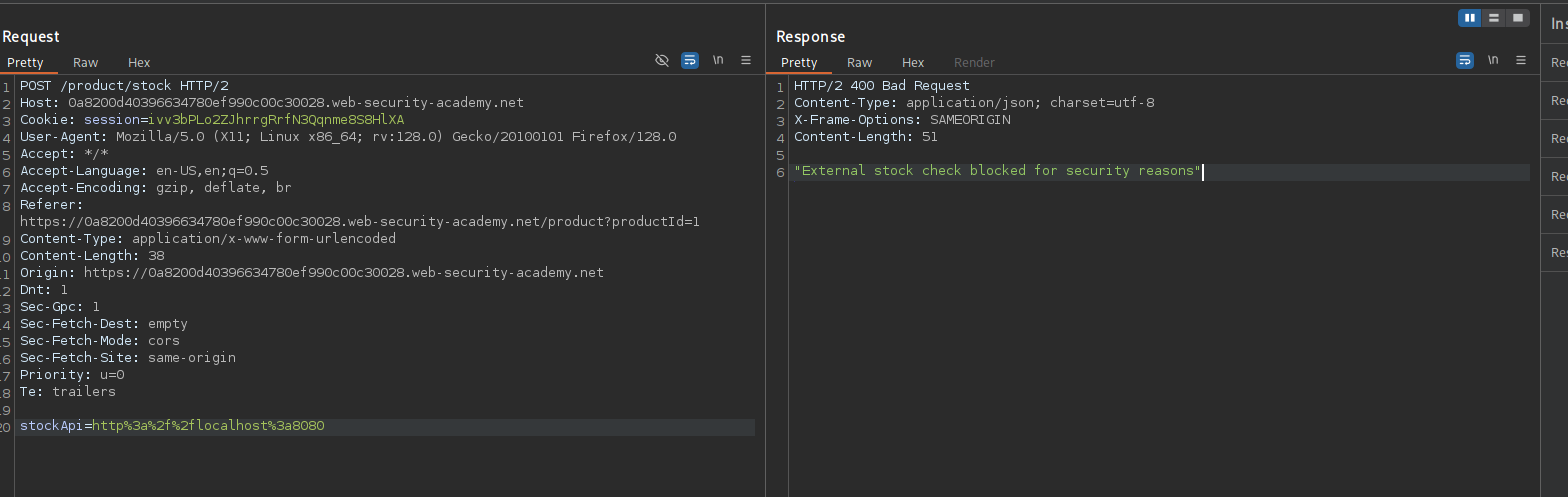 Request
Pretty Raw Hex \n
1 POST /product/stock HTTP/2
2 Host: 0a8200d40396634780ef990c00c30028.web-security-academy.net
3 Cookie: session=ivv3bPLo2ZJhrrgRrfN3Qqnme8S8HlXA
4 User-Agent: Mozilla/5.0 (X11; Linux x86_64; rv:128.0) Gecko/20100101 Firefox/128.0
5 Accept: */*
6 Accept-Language: en-US,en;q=0.5
7 Accept-Encoding: gzip, deflate, br
8 Referer:
https://0a8200d40396634780ef990c00c30028.web-security-academy.net/product?productId=1
9 Content-Type: application/x-www-form-urlencoded
10 Content-Length: 38
11 Origin: https://0a8200d40396634780ef990c00c30028.web-security-academy.net
12 Dnt: 1
13 Sec-Gpc: 1
14 Sec-Fetch-Dest: empty
15 Sec-Fetch-Mode: cors
16 Sec-Fetch-Site: same-origin
17 Priority: u=0
18 Te: trailers
19
20 stockApi=http%3a%2f%2flocalhost%3a8080
Response
Pretty Raw Hex Render \n
1 HTTP/2 400 Bad Request
2 Content-Type: application/json; charset=utf-8
3 X-Frame-Options: SAMEORIGIN
4 Content-Length: 51
5
6 "External stock check blocked for security reasons"
Ins
Rec
Rec
Rec
Rec
Rec
Res